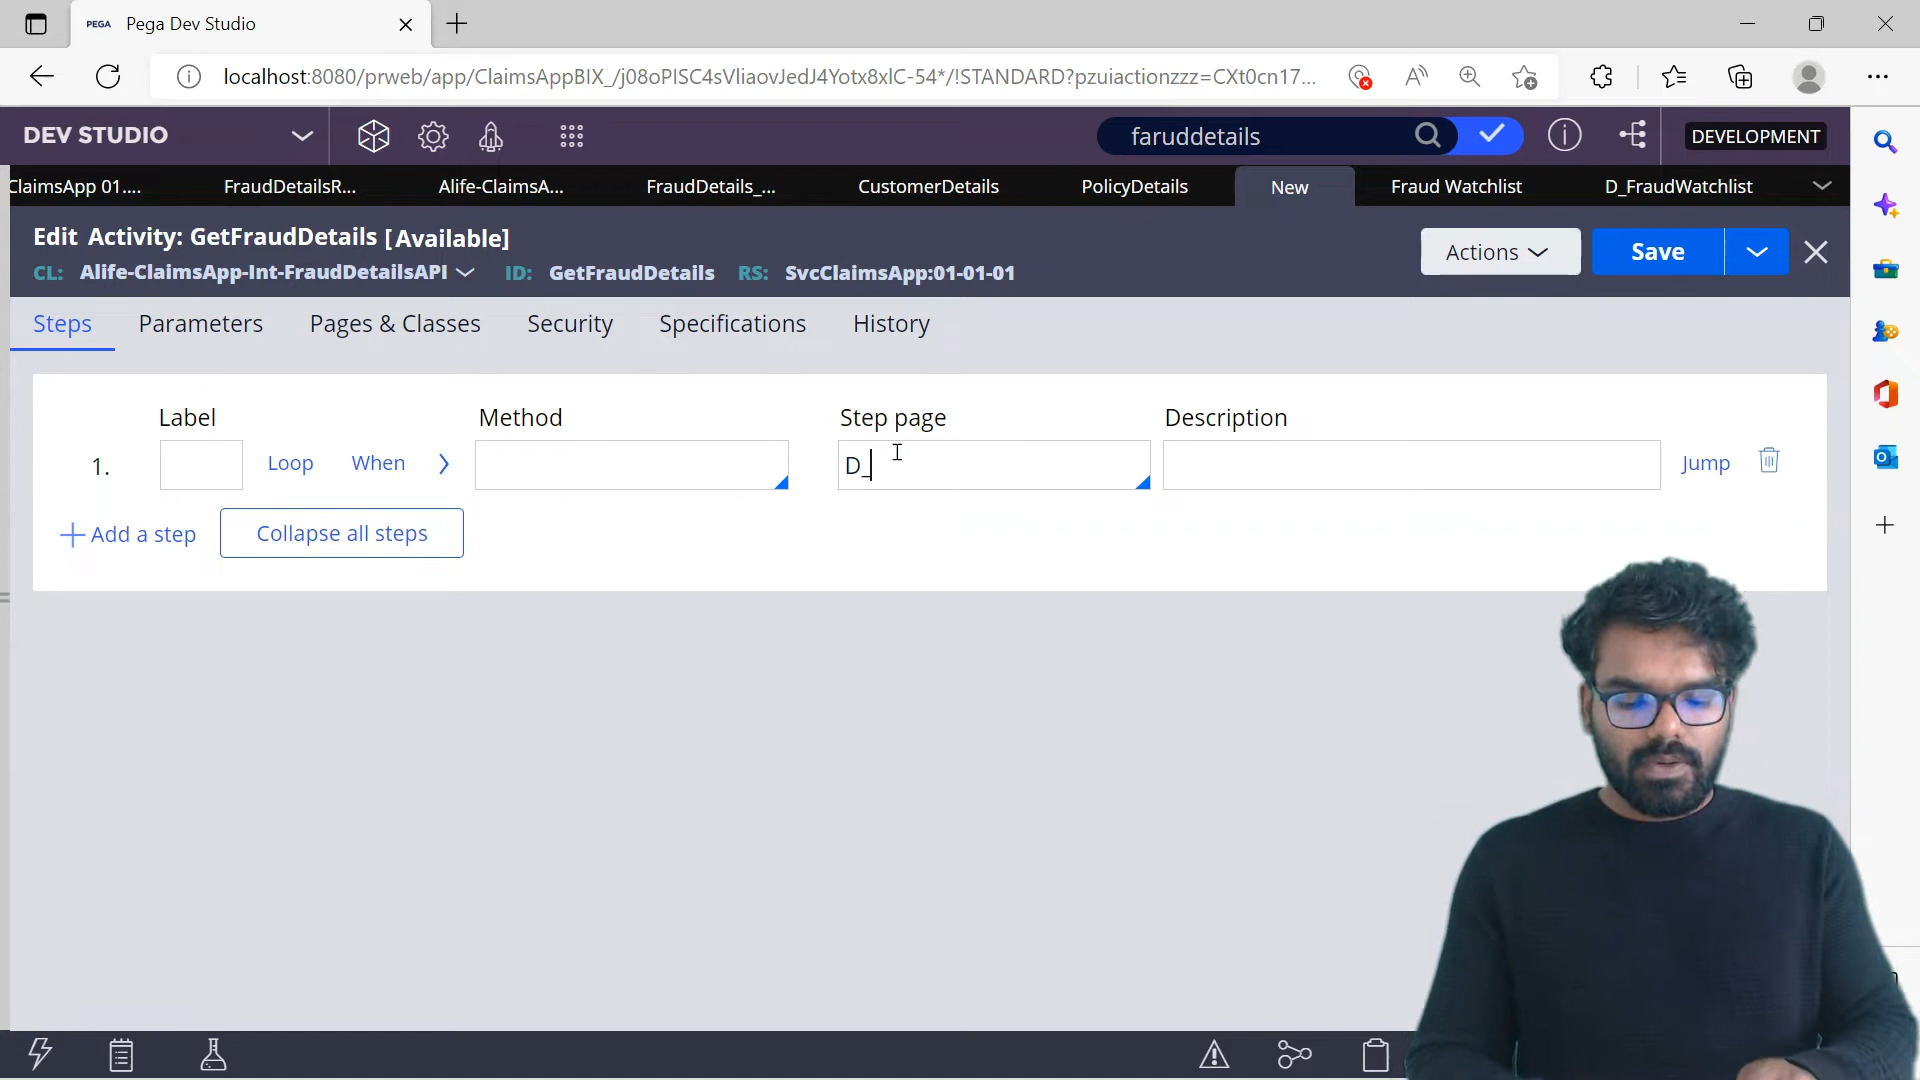 PEGA Pega Dev Studio
localhost:8080/prweb/app/ClaimsAppBIX_/j08oPISC4sVliaovJedJ4Yotx8xlC-54*/!STANDARD?pzuiactionzzz=CXt0cn17...
DEV STUDIO
faruddetails
DEVELOPMENT
ClaimsApp 01.... FraudDetailsR... Alife-ClaimsA... FraudDetails_... CustomerDetails PolicyDetails New Fraud Watchlist D_FraudWatchlist
Edit Activity: GetFraudDetails [Available]
CL: Alife-ClaimsApp-Int-FraudDetailsAPI ID: GetFraudDetails RS: SvcClaimsApp:01-01-01
Actions
Save
Steps Parameters Pages & Classes Security Specifications History
Label Method Step page Description
1. Loop When D_ Jump
Add a step Collapse all steps